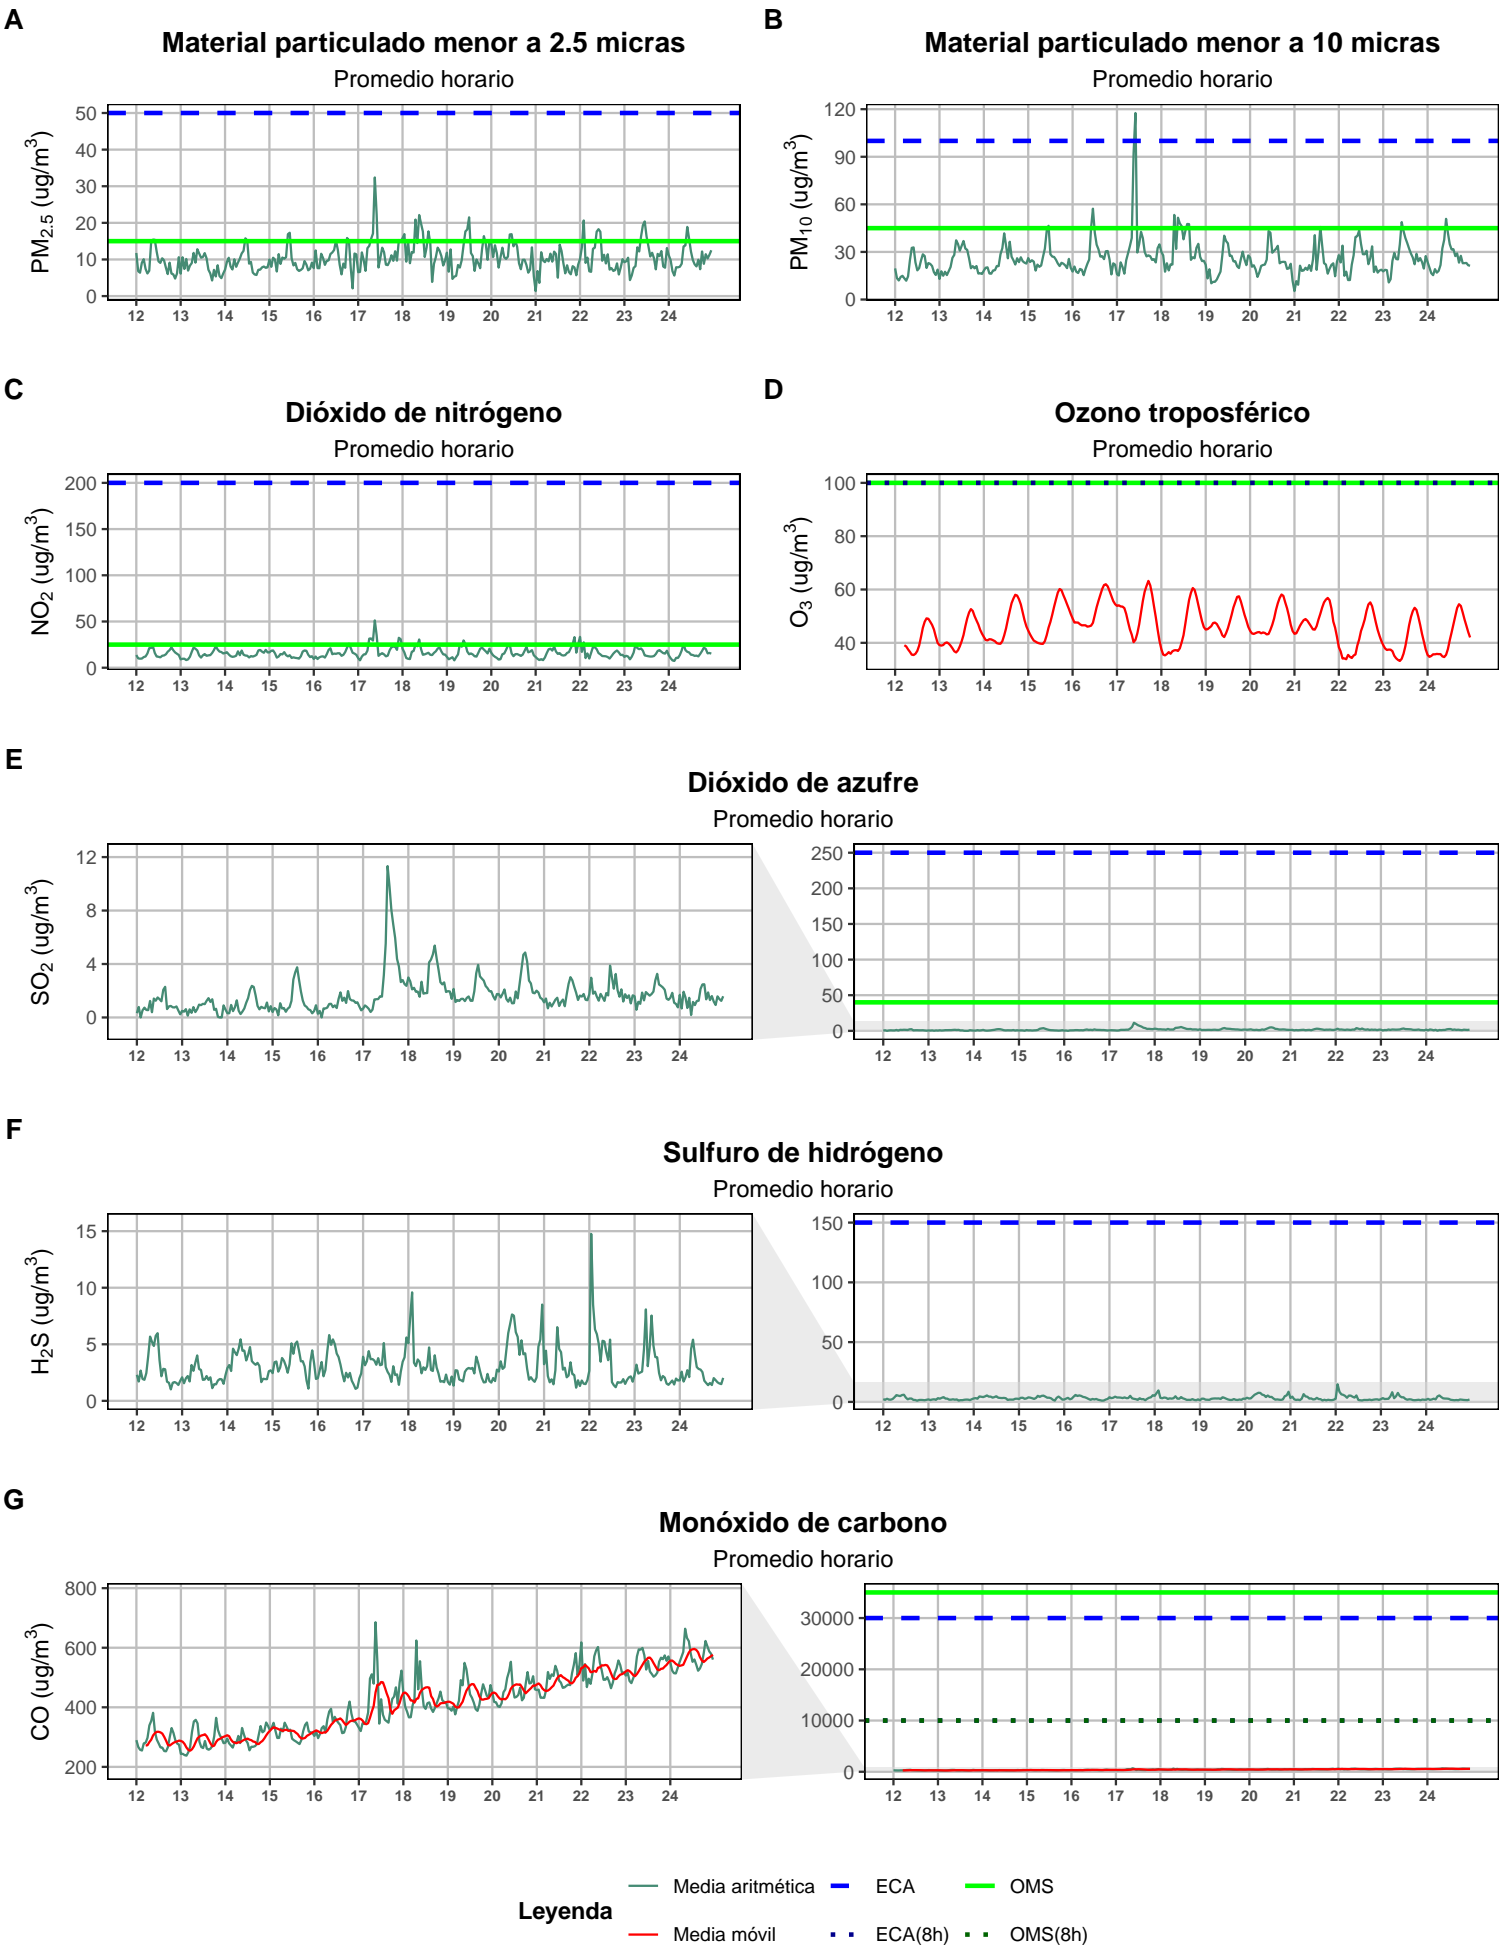 A
Material particulado menor a 2.5 micras
Promedio horario
PM2.5 (ug/m3)
50
40
30
20
10
0
12 13 14 15 16 17 18 19 20 21 22 23 24
B
Material particulado menor a 10 micras
Promedio horario
PM10 (ug/m3)
120
90
60
30
0
12 13 14 15 16 17 18 19 20 21 22 23 24
C
Dióxido de nitrógeno
Promedio horario
NO2 (ug/m3)
200
150
100
50
0
12 13 14 15 16 17 18 19 20 21 22 23 24
D
Ozono troposférico
Promedio horario
O3 (ug/m3)
100
80
60
40
12 13 14 15 16 17 18 19 20 21 22 23 24
E
Dióxido de azufre
Promedio horario
SO2 (ug/m3)
12
8
4
0
12 13 14 15 16 17 18 19 20 21 22 23 24
250
200
150
100
50
0
12 13 14 15 16 17 18 19 20 21 22 23 24
F
Sulfuro de hidrógeno
Promedio horario
H2S (ug/m3)
15
10
5
0
12 13 14 15 16 17 18 19 20 21 22 23 24
150
100
50
0
12 13 14 15 16 17 18 19 20 21 22 23 24
G
Monóxido de carbono
Promedio horario
CO (ug/m3)
800
600
400
200
12 13 14 15 16 17 18 19 20 21 22 23 24
30000
20000
10000
0
12 13 14 15 16 17 18 19 20 21 22 23 24
Leyenda
Media aritmética ECA OMS
Media móvil ECA(8h) OMS(8h)